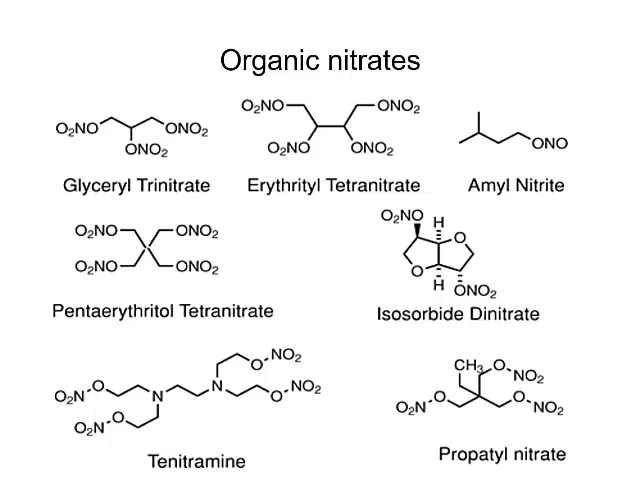 Organic nitrates
O2NO ONO2 ONO2
Glyceryl Trinitrate
O2NO ONO2 O2NO ONO2
Erythrityl Tetranitrate
ONO
Amyl Nitrite
O2NO ONO2
O2NO ONO2
Pentaerythritol Tetranitrate
O2NO H O
O H ONO2
Isosorbide Dinitrate
O NO2
O2N O N N O NO2
O2N O
Tenitramine
CH3 O NO2
O2N O O NO2
Propatyl nitrate